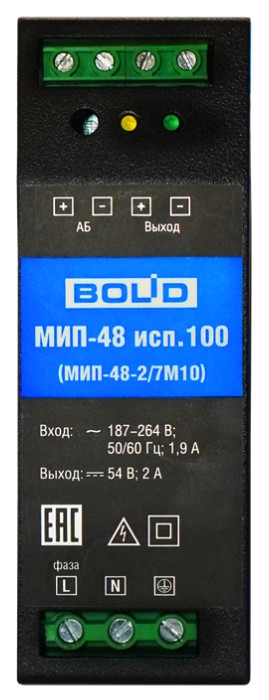 + − + −
АБ Выход
BOLID
МИП-48 исп.100
(МИП-48-2/7М10)
Вход: ~ 187–264 В;
50/60 Гц; 1,9 А
Выход: ⎓ 54 В; 2 А
EAC
фаза
L N